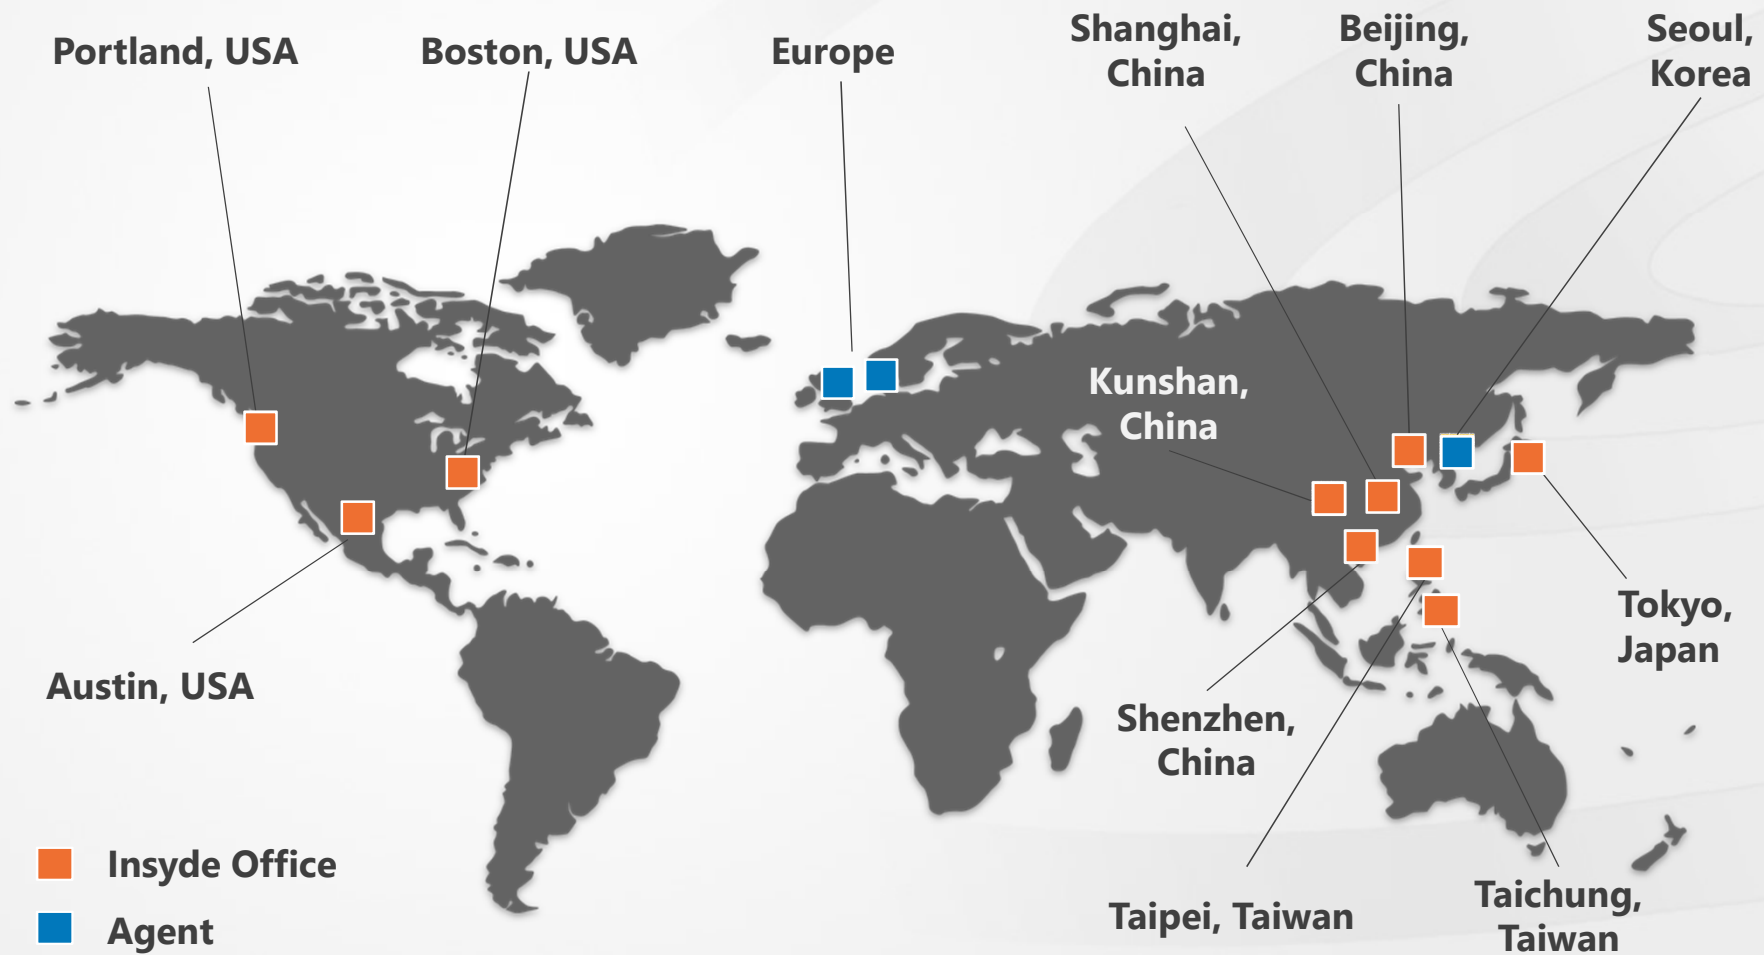 Portland, USA
Boston, USA
Europe
Shanghai,
China
Beijing,
China
Seoul,
Korea
Kunshan,
China
Tokyo,
Japan
Austin, USA
Shenzhen,
China
Taipei, Taiwan
Taichung,
Taiwan
Insyde Office
Agent